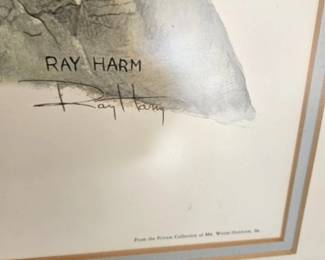 RAY HARM
Ray Harm
From the Private Collection of Mr.